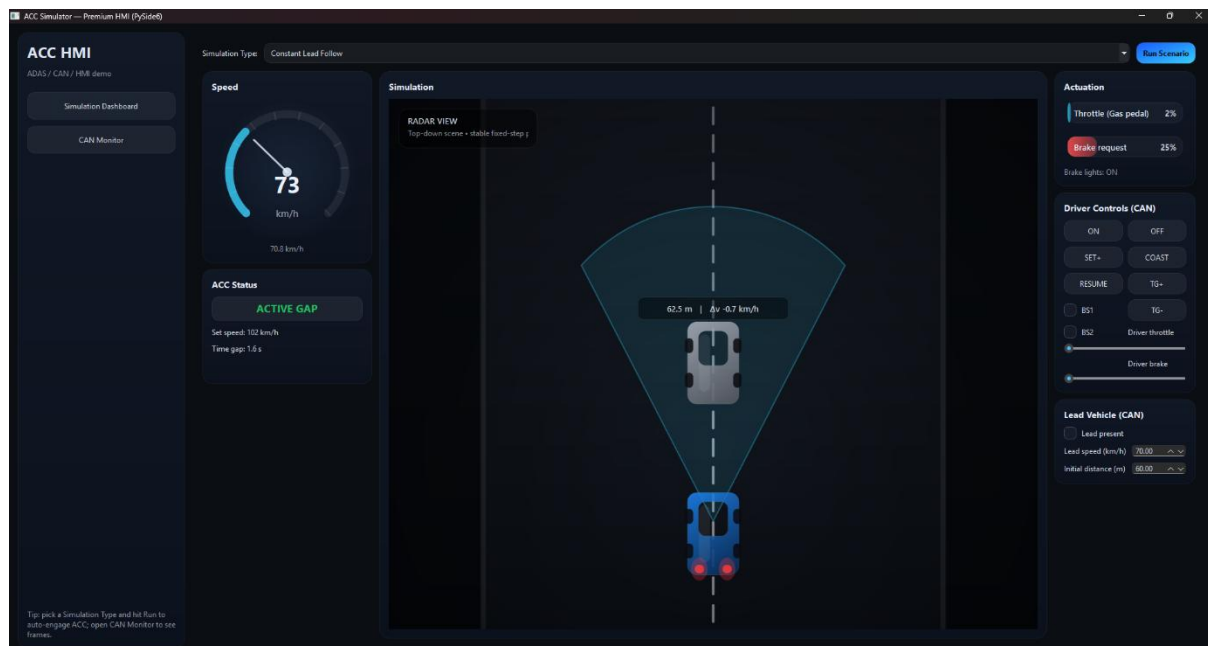 ACC Simulator — Premium HMI (PySide6)
ACC HMI
ADAS / CAN / HMI demo
Simulation Dashboard
CAN Monitor
Tip: pick a Simulation Type and hit Run to
auto-engage ACC; open CAN Monitor to see
frames.
Simulation Type: Constant Lead Follow
Run Scenario
Speed
73
km/h
70.8 km/h
ACC Status
ACTIVE GAP
Set speed: 102 km/h
Time gap: 1.6 s
Simulation
RADAR VIEW
Top-down scene • stable fixed-step p
62.5 m | Δv -0.7 km/h
Actuation
Throttle (Gas pedal) 2%
Brake request 25%
Brake lights: ON
Driver Controls (CAN)
ON OFF
SET+ COAST
RESUME TG+
BS1 TG-
BS2 Driver throttle
Driver brake
Lead Vehicle (CAN)
Lead present
Lead speed (km/h) 70.00
Initial distance (m) 60.00